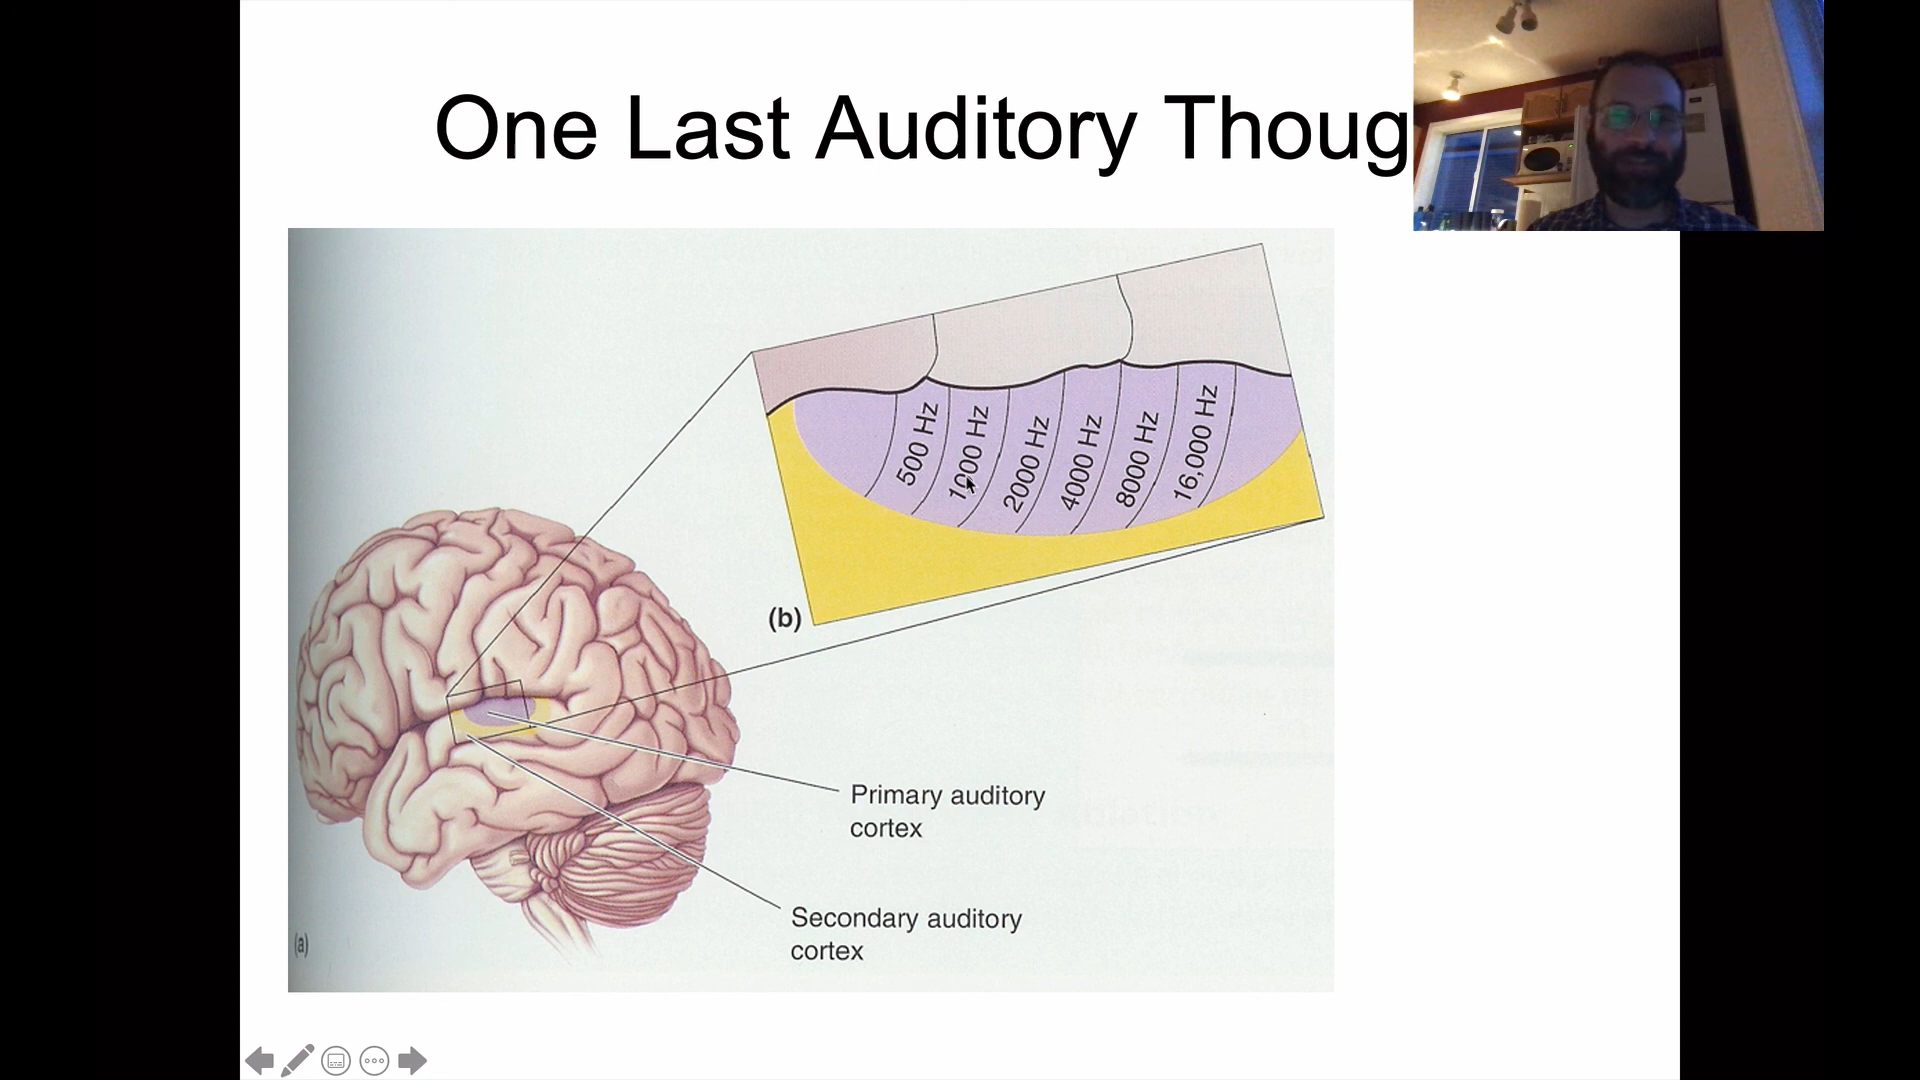 One Last Auditory Thoug
500 Hz
1000 Hz
2000 Hz
4000 Hz
8000 Hz
16,000 Hz
(b)
Primary auditory
cortex
Secondary auditory
cortex
(a)